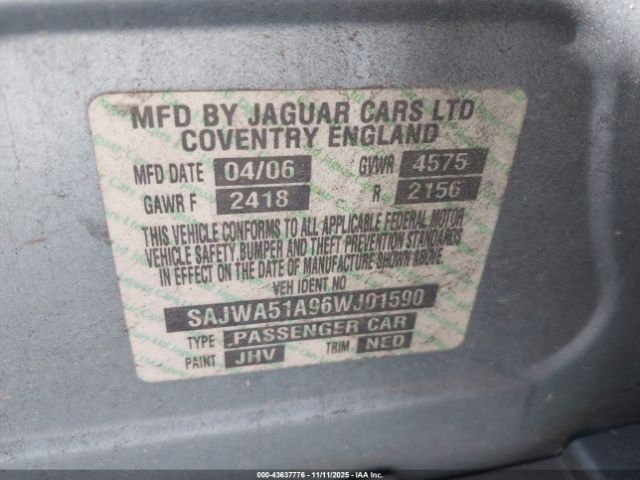 MFD BY JAGUAR CARS LTD
COVENTRY ENGLAND
MFD DATE 04/06 GVWR 4575
GAWR F 2418 R 2156
THIS VEHICLE CONFORMS TO ALL APPLICABLE FEDERAL MOTOR
VEHICLE SAFETY BUMPER AND THEFT PREVENTION STANDARDS
IN EFFECT ON THE DATE OF MANUFACTURE SHOWN ABOVE
VEH IDENT NO
SAJWA51A96WJ01590
TYPE PASSENGER CAR
PAINT JHV TRIM NED
000-43637776 - 11/11/2025 - IAA.com